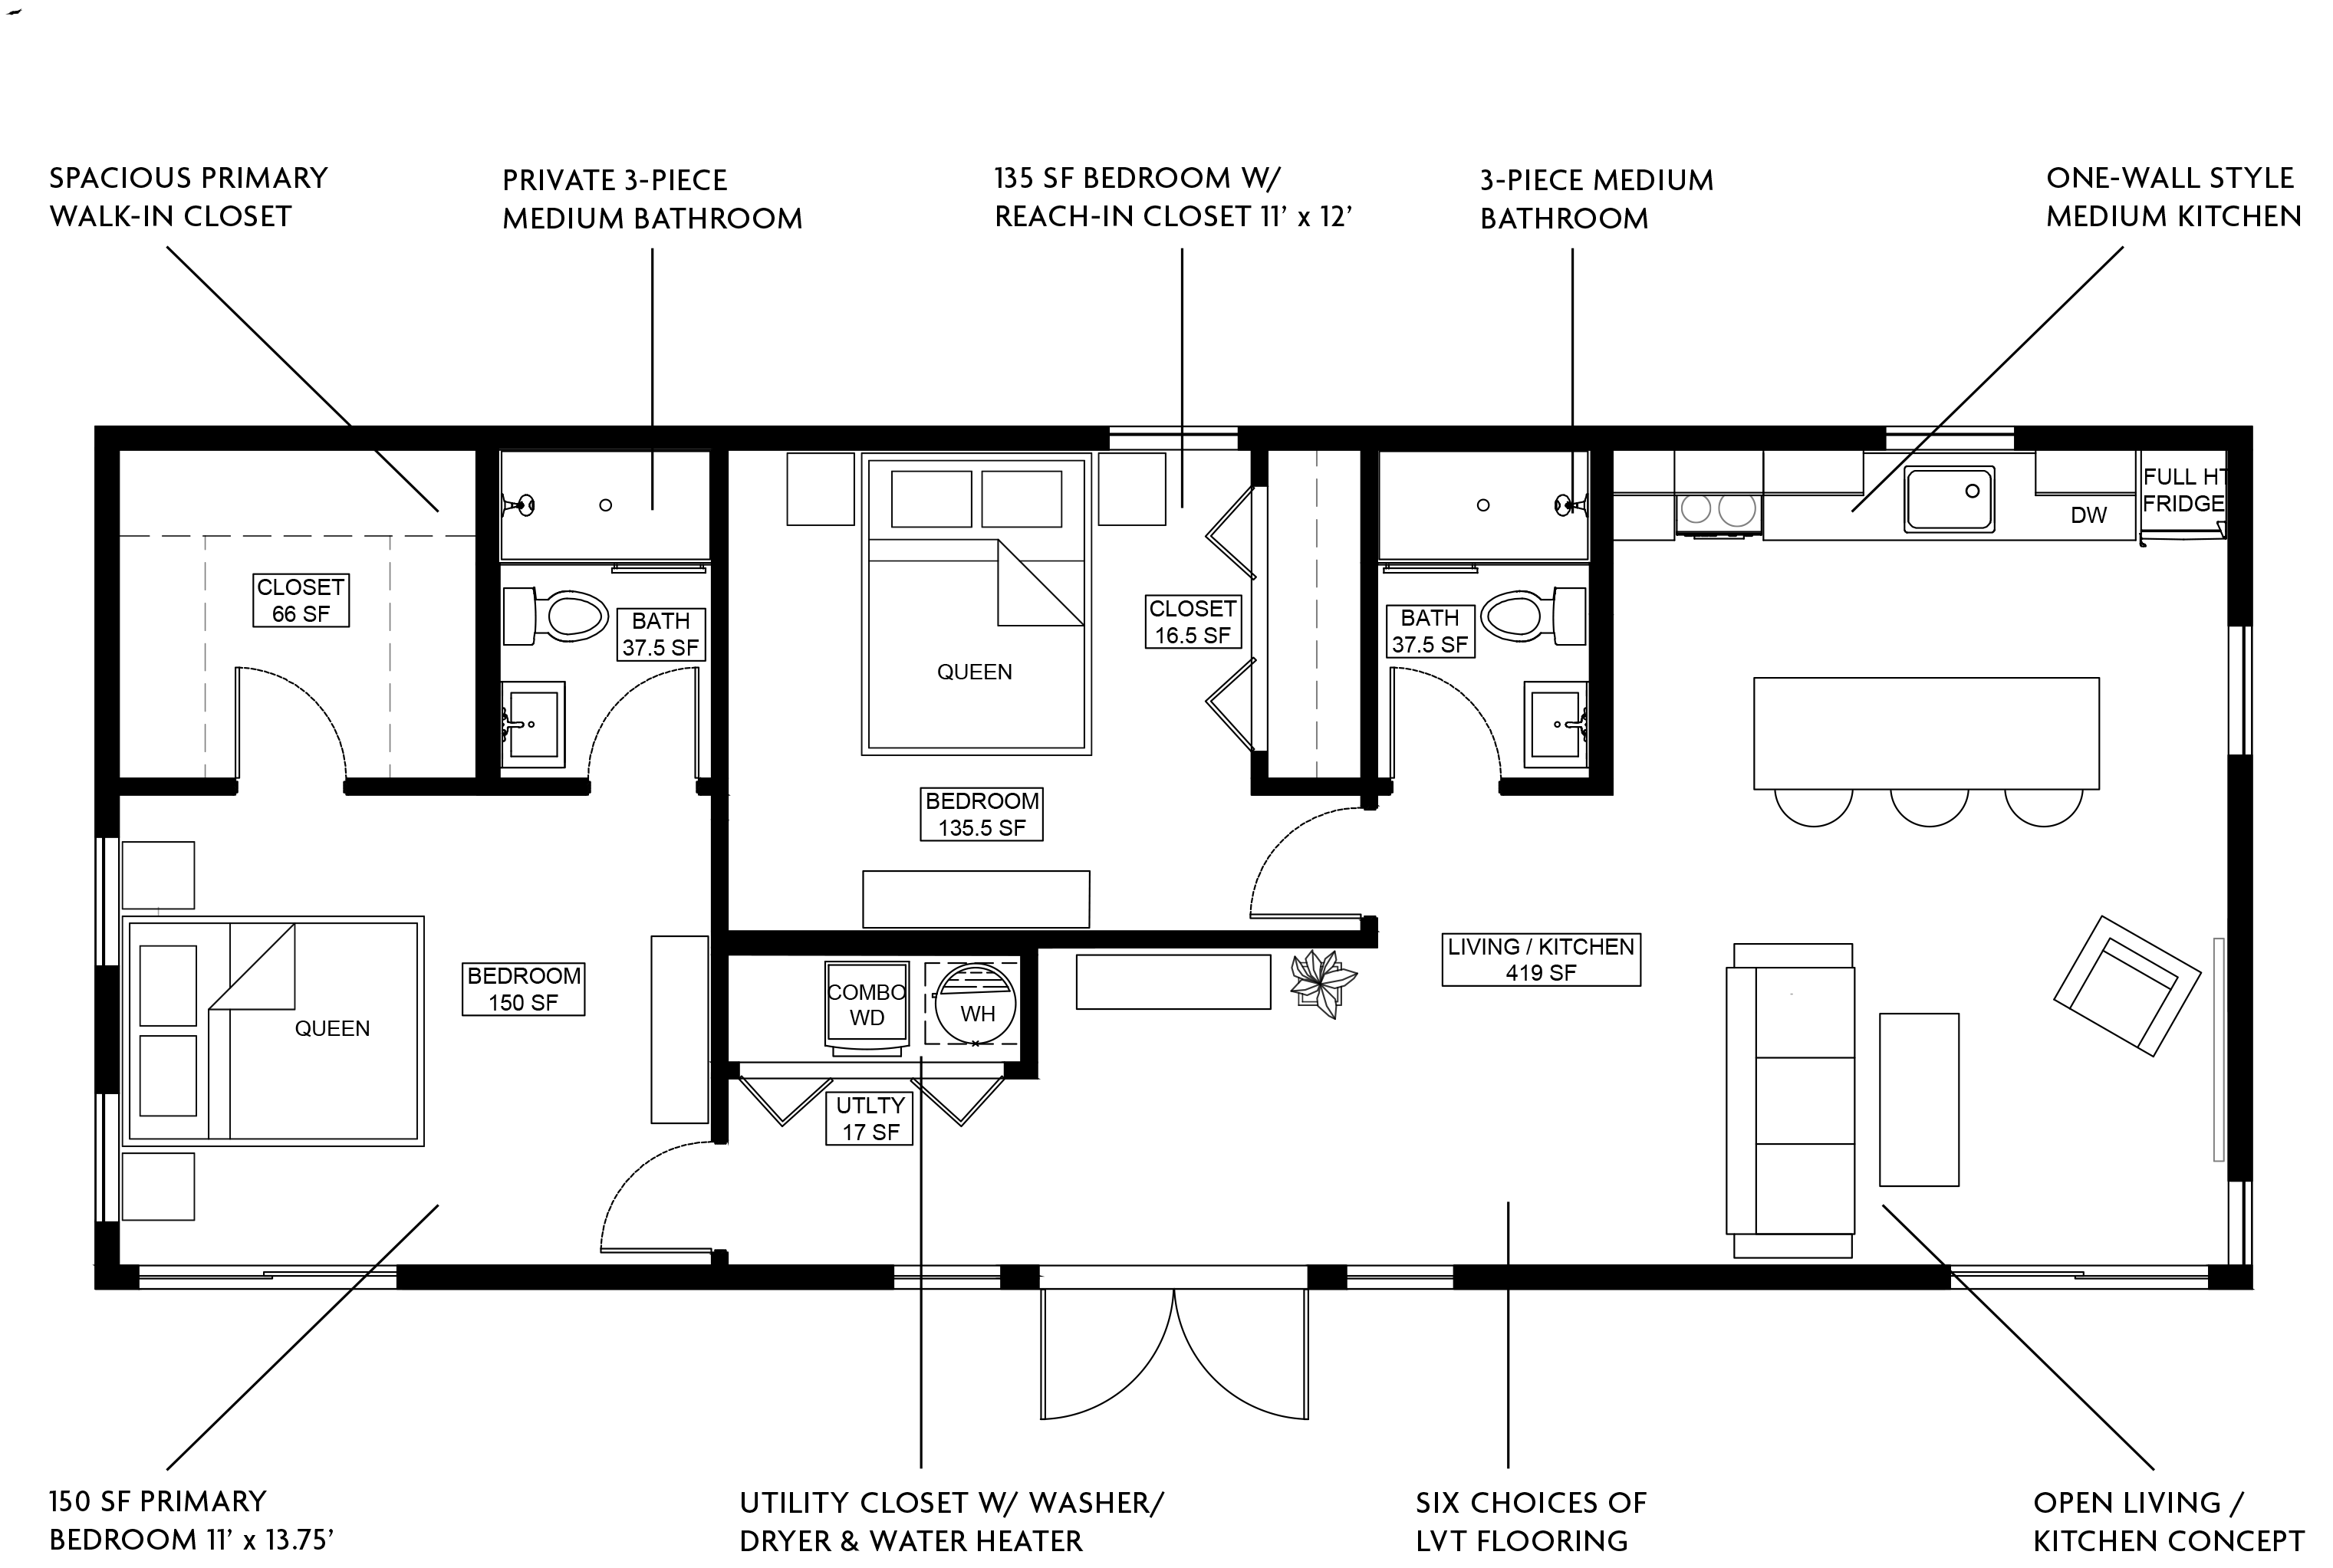 SPACIOUS PRIMARY
WALK-IN CLOSET
PRIVATE 3-PIECE
MEDIUM BATHROOM
135 SF BEDROOM W/
REACH-IN CLOSET 11’ x 12’
3-PIECE MEDIUM
BATHROOM
ONE-WALL STYLE
MEDIUM KITCHEN
CLOSET
66 SF
BATH
37.5 SF
QUEEN
CLOSET
16.5 SF
BATH
37.5 SF
FULL HT
FRIDGE
DW
BEDROOM
135.5 SF
BEDROOM
150 SF
QUEEN
COMBO
WD
WH
UTLTY
17 SF
LIVING / KITCHEN
419 SF
150 SF PRIMARY
BEDROOM 11’ x 13.75’
UTILITY CLOSET W/ WASHER/
DRYER & WATER HEATER
SIX CHOICES OF
LVT FLOORING
OPEN LIVING /
KITCHEN CONCEPT